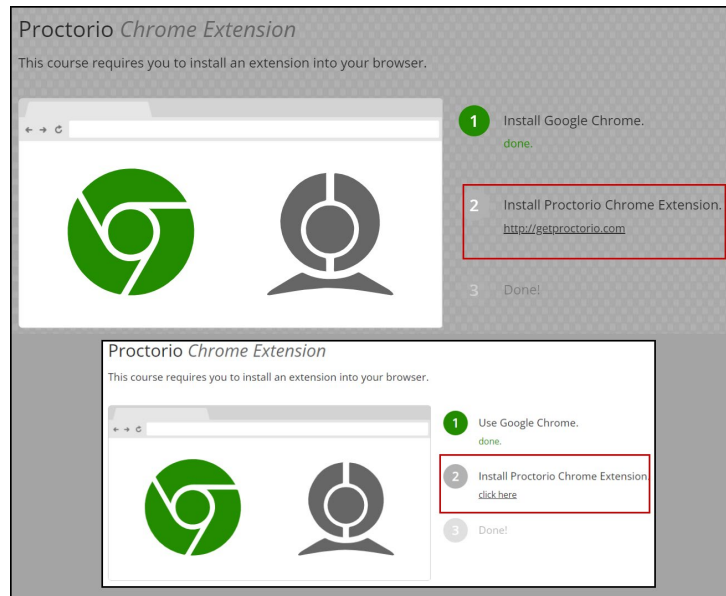 Proctorio Chrome Extension
This course requires you to install an extension into your browser.
1 Install Google Chrome.
done.
2 Install Proctorio Chrome Extension.
http://getproctorio.com
3 Done!
Proctorio Chrome Extension
This course requires you to install an extension into your browser.
1 Use Google Chrome.
done.
2 Install Proctorio Chrome Extension.
click here
3 Done!